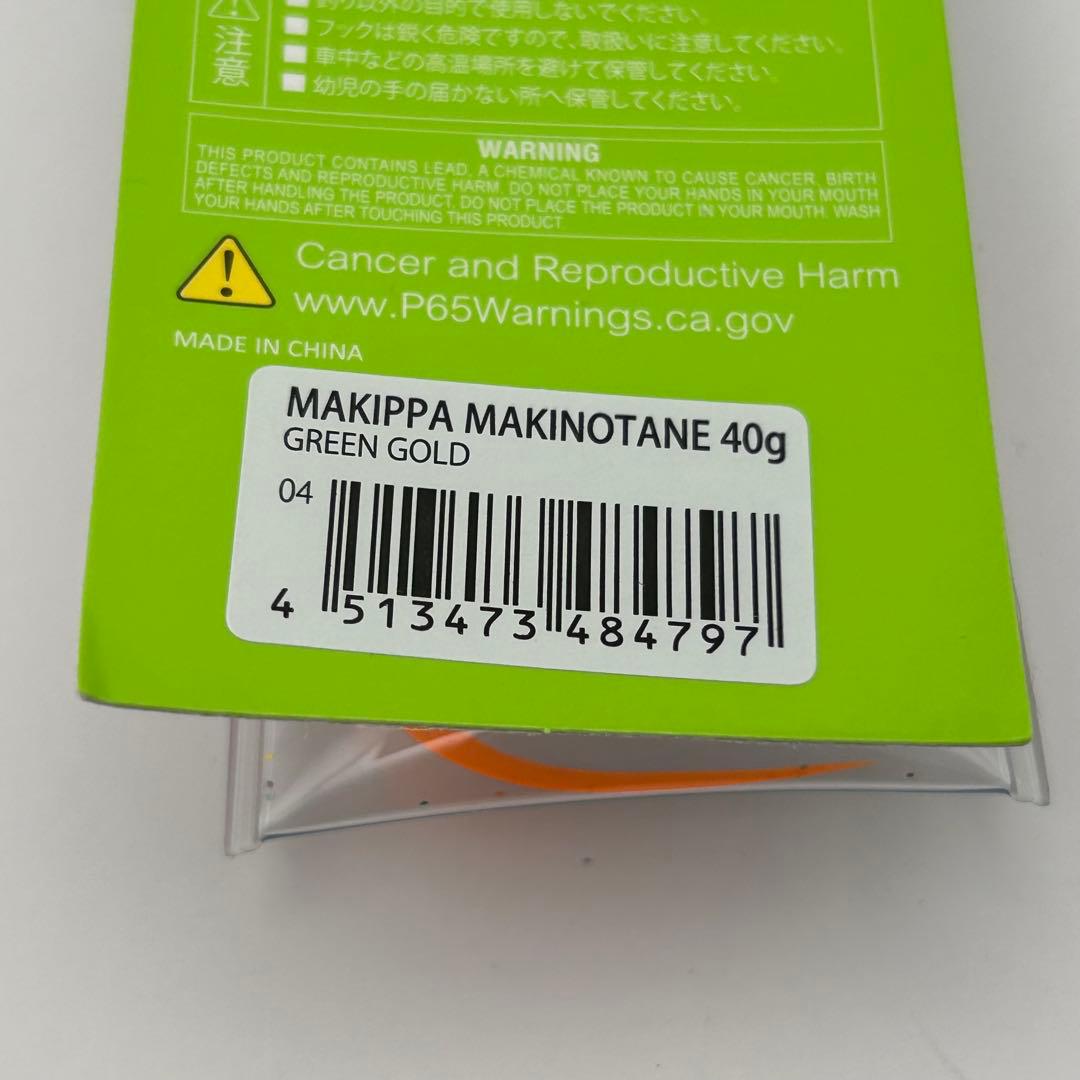 注意
釣り以外の目的で使用しないでください。
フックは鋭く危険ですので、取扱いに注意してください。
車中などの高温場所を避けて保管してください。
幼児の手の届かない所へ保管してください。
WARNING
THIS PRODUCT CONTAINS LEAD, A CHEMICAL KNOWN TO CAUSE CANCER, BIRTH
DEFECTS AND REPRODUCTIVE HARM. DO NOT PLACE YOUR HANDS IN YOUR MOUTH
AFTER HANDLING THE PRODUCT. DO NOT PLACE THE PRODUCT IN YOUR MOUTH. WASH
YOUR HANDS AFTER TOUCHING THIS PRODUCT.
Cancer and Reproductive Harm
www.P65Warnings.ca.gov
MADE IN CHINA
MAKIPPA MAKINOTANE 40g
GREEN GOLD
04
4 513473 484797